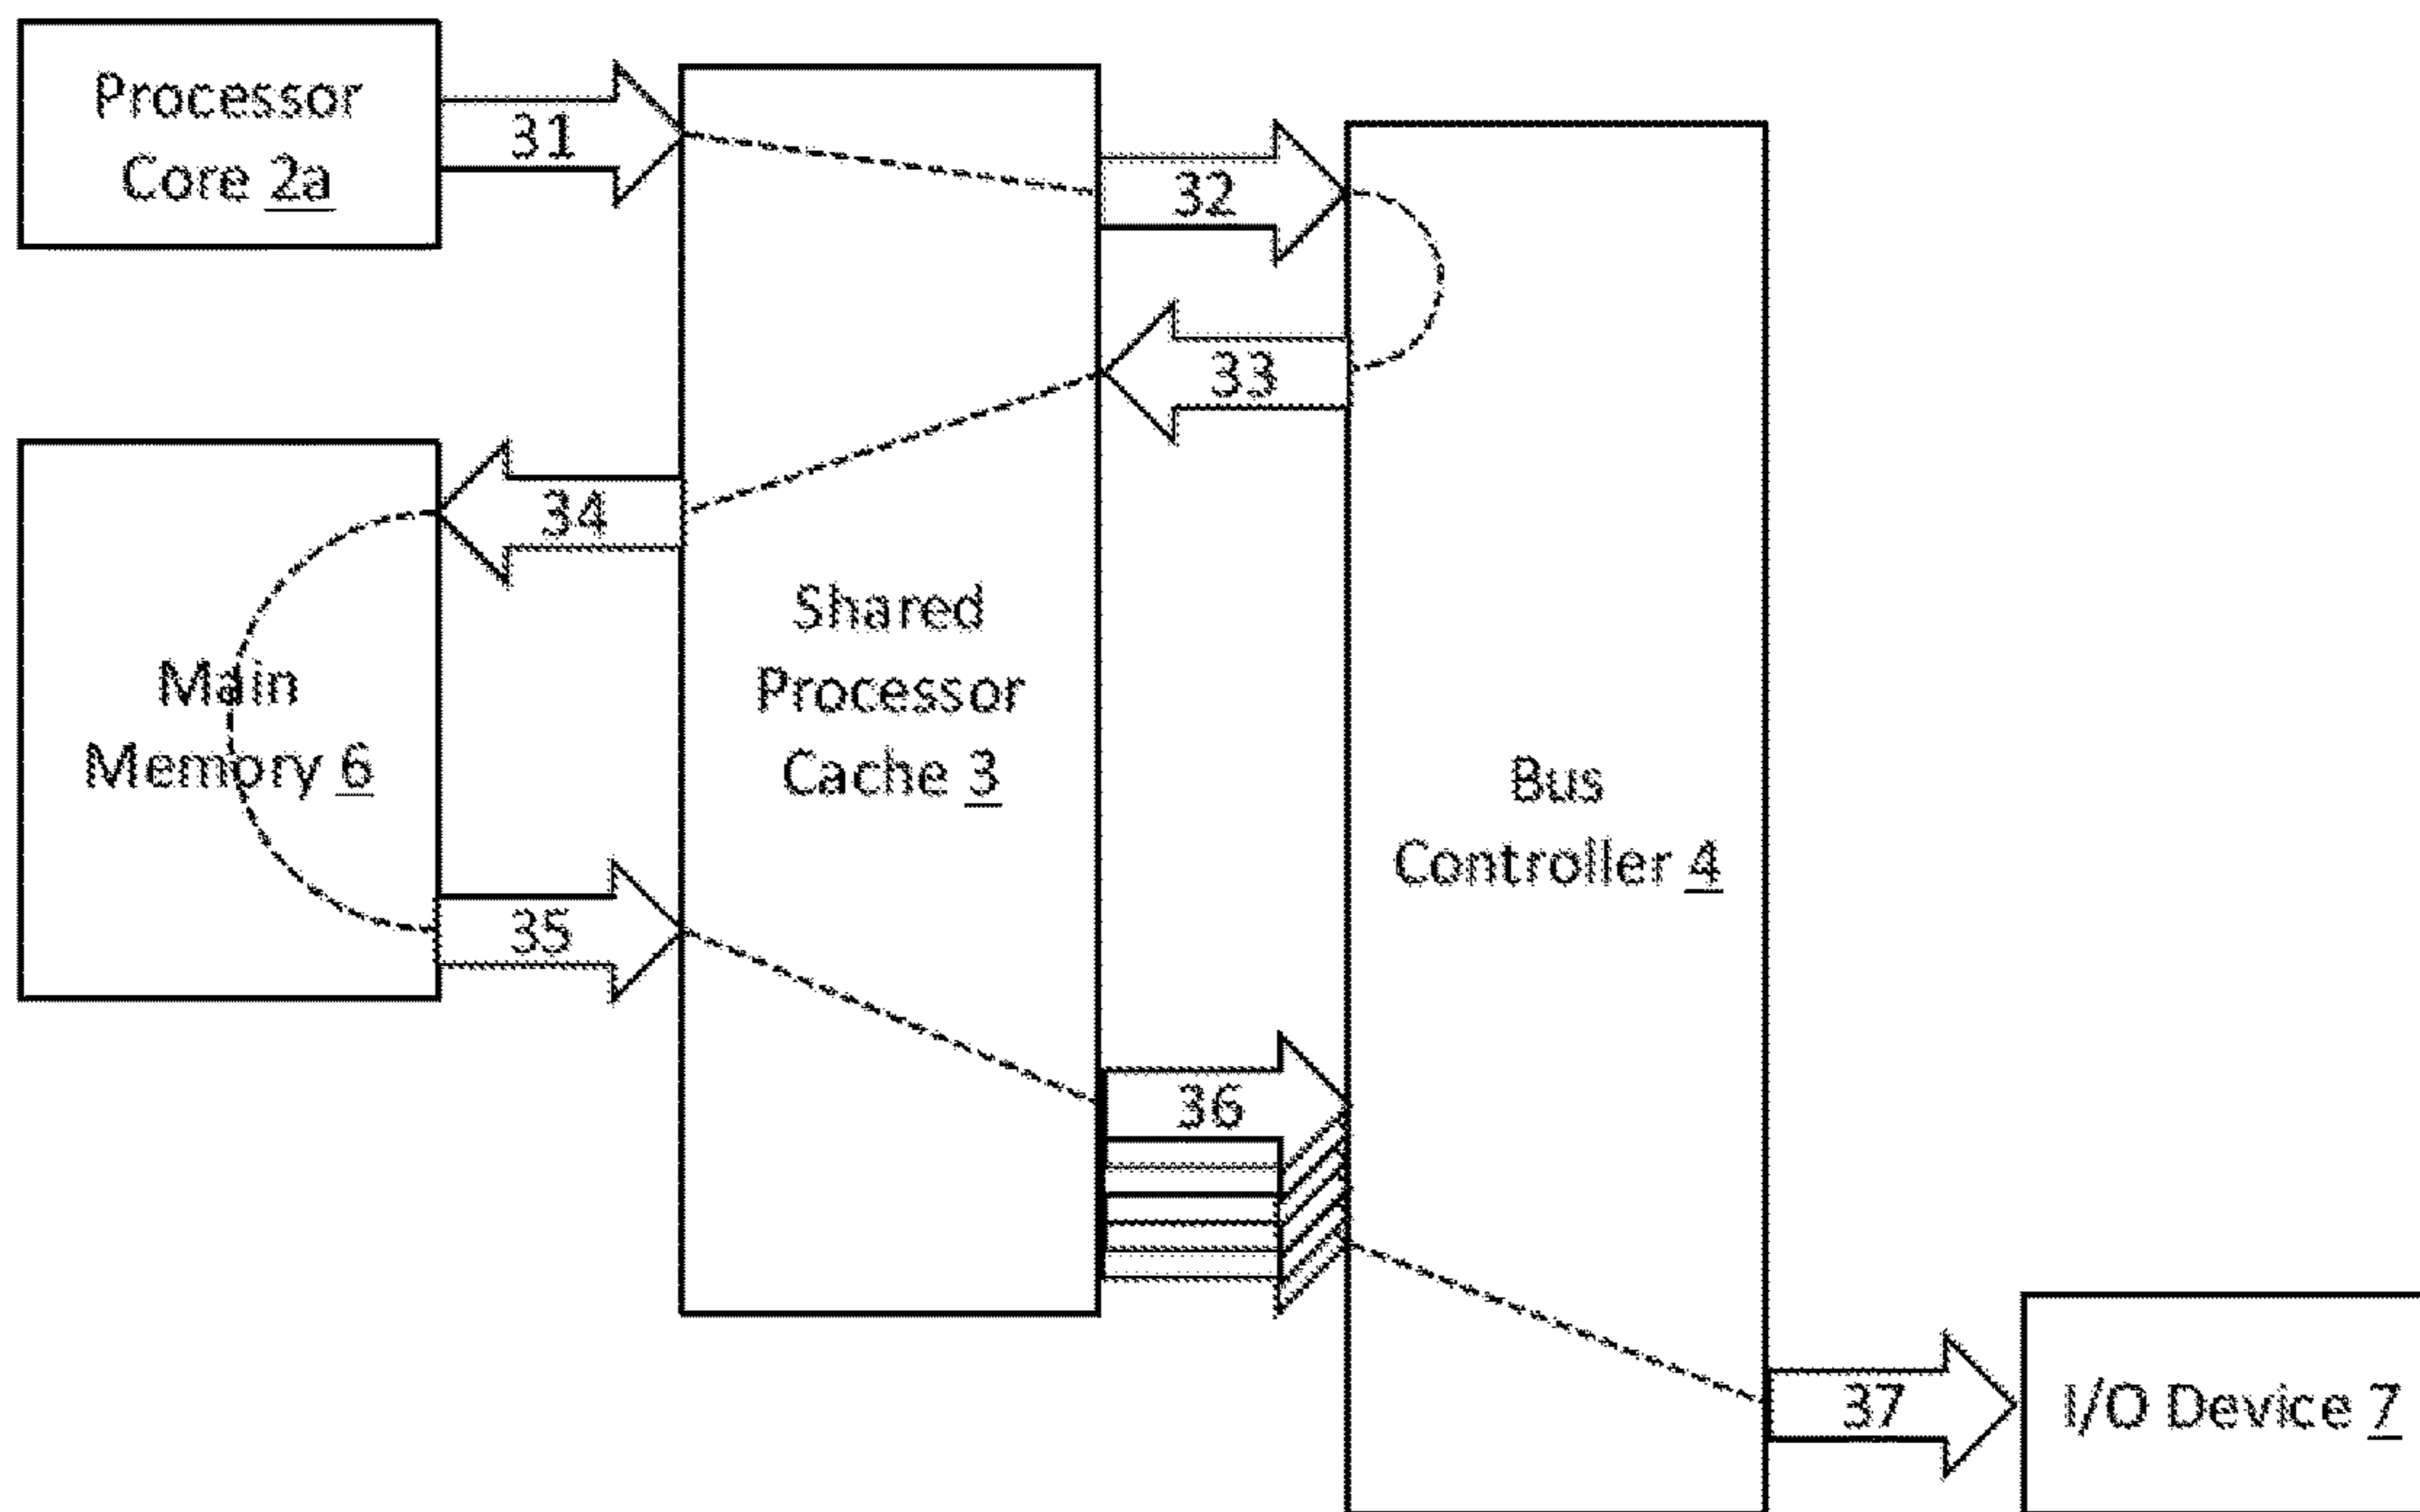 Processor
Core 2a
31
32
33
34
Shared
Processor
Cache 3
Main
Memory 6
Bus
Controller 4
35
36
37
I/O Device 7